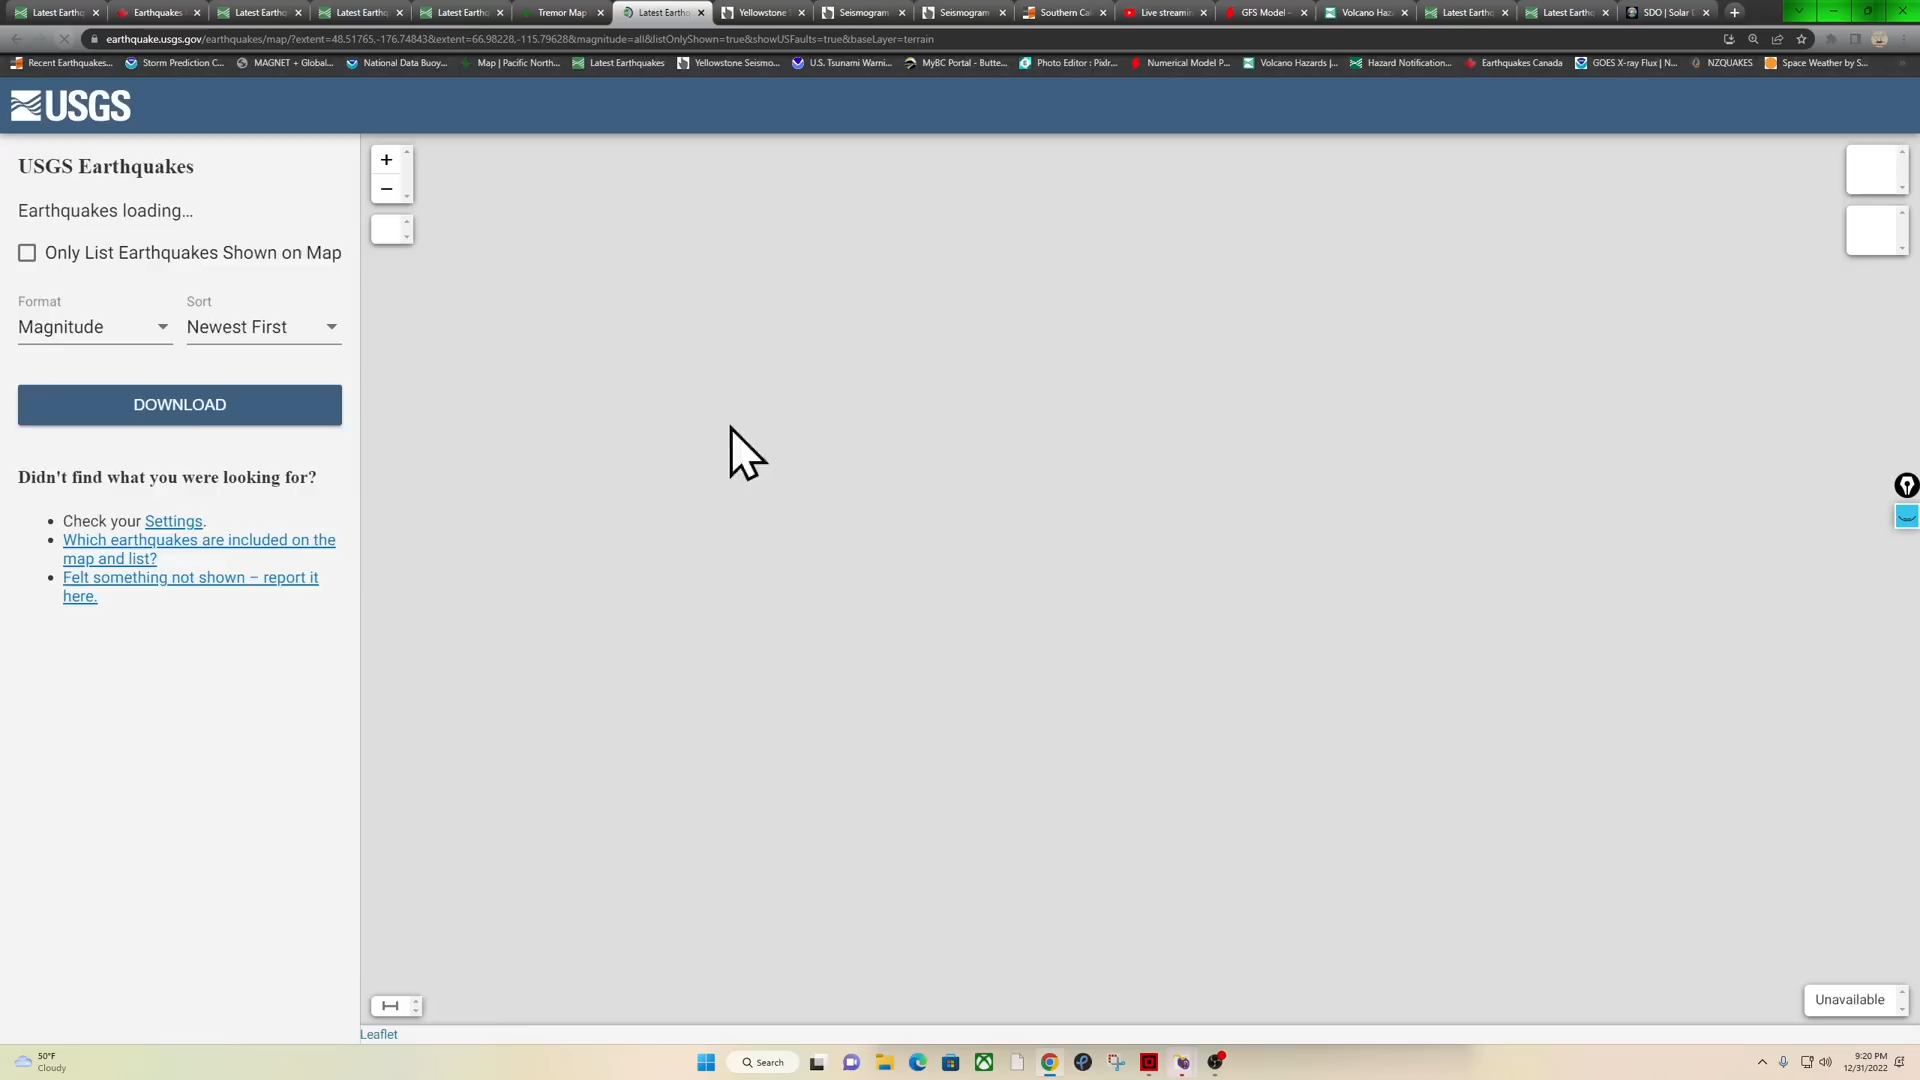 Latest Earthq
Earthquakes
Latest Earthq
Latest Earthq
Latest Earthq
Tremor Map
Latest Earthq
Yellowstone
Seismogram
Seismogram
Southern Ca
Live streamin
GFS Model –
Volcano Haz
Latest Earthq
Latest Earthq
SDO | Solar
earthquake.usgs.gov/earthquakes/map/?extent=48.51765,-176.74843&extent=66.98228,-115.79628&magnitude=all&listOnlyShown=true&showUSFaults=true&baseLayer=terrain
Recent Earthquakes...
Storm Prediction C...
MAGNET + Global...
National Data Buoy...
Map | Pacific North...
Latest Earthquakes
Yellowstone Seismo...
U.S. Tsunami Warni...
MyBC Portal - Butte...
Photo Editor : Pixlr...
Numerical Model P...
Volcano Hazards |...
Hazard Notification...
Earthquakes Canada
GOES X-ray Flux | N...
NZQUAKES
Space Weather by S...
USGS
USGS Earthquakes
Earthquakes loading...
Only List Earthquakes Shown on Map
Format
Sort
Magnitude
Newest First
DOWNLOAD
Didn't find what you were looking for?
Check your Settings.
Which earthquakes are included on the
map and list?
Felt something not shown – report it
here.
+
−
Unavailable
Leaflet
50°F
Cloudy
Search
9:20 PM
12/31/2022